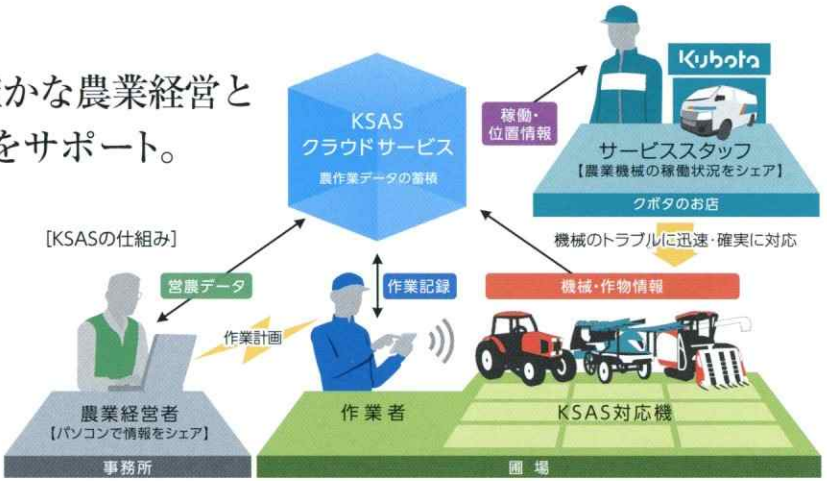 かな農業経営と
をサポート。
[KSASの仕組み]
KSAS
クラウドサービス
農作業データの蓄積
稼働・
位置情報
Kubota
サービススタッフ
【農業機械の稼働状況をシェア】
クボタのお店
機械のトラブルに迅速・確実に対応
営農データ
作業記録
機械・作物情報
作業計画
農業経営者
【パソコンで情報をシェア】
事務所
作業者
KSAS対応機
圃場